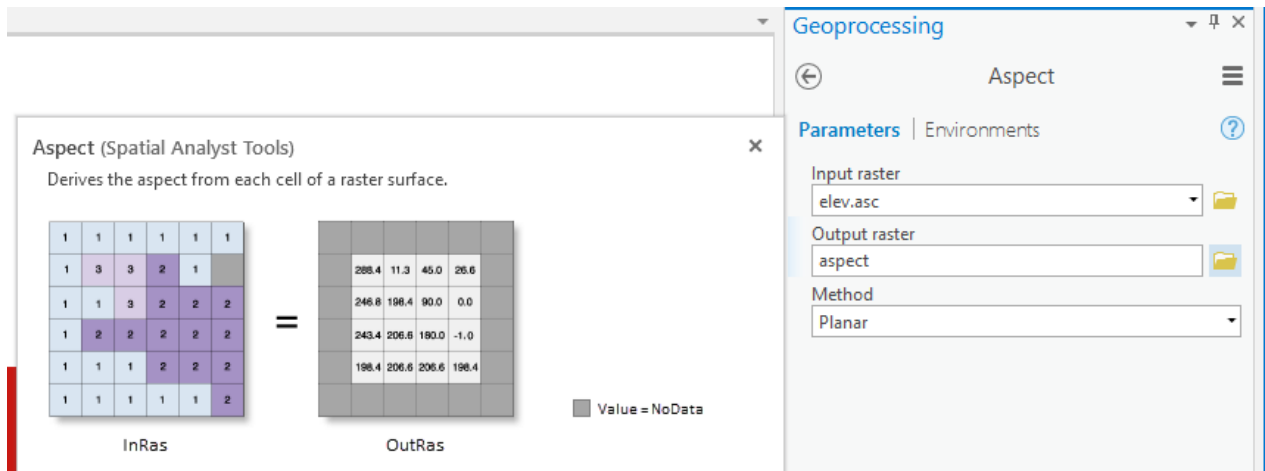 Geoprocessing
Aspect
Parameters | Environments
Input raster
elev.asc
Output raster
aspect
Method
Planar
Aspect (Spatial Analyst Tools)
Derives the aspect from each cell of a raster surface.
1 1 1 1 1 1
1 3 3 2 1
1 1 3 2 2 2
1 2 2 2 2 2
1 1 1 2 2 2
1 1 1 1 1 2
InRas
=
288.4 11.3 45.0 26.6
246.8 198.4 90.0 0.0
243.4 206.6 180.0 -1.0
198.4 206.6 206.6 198.4
OutRas
Value = NoData